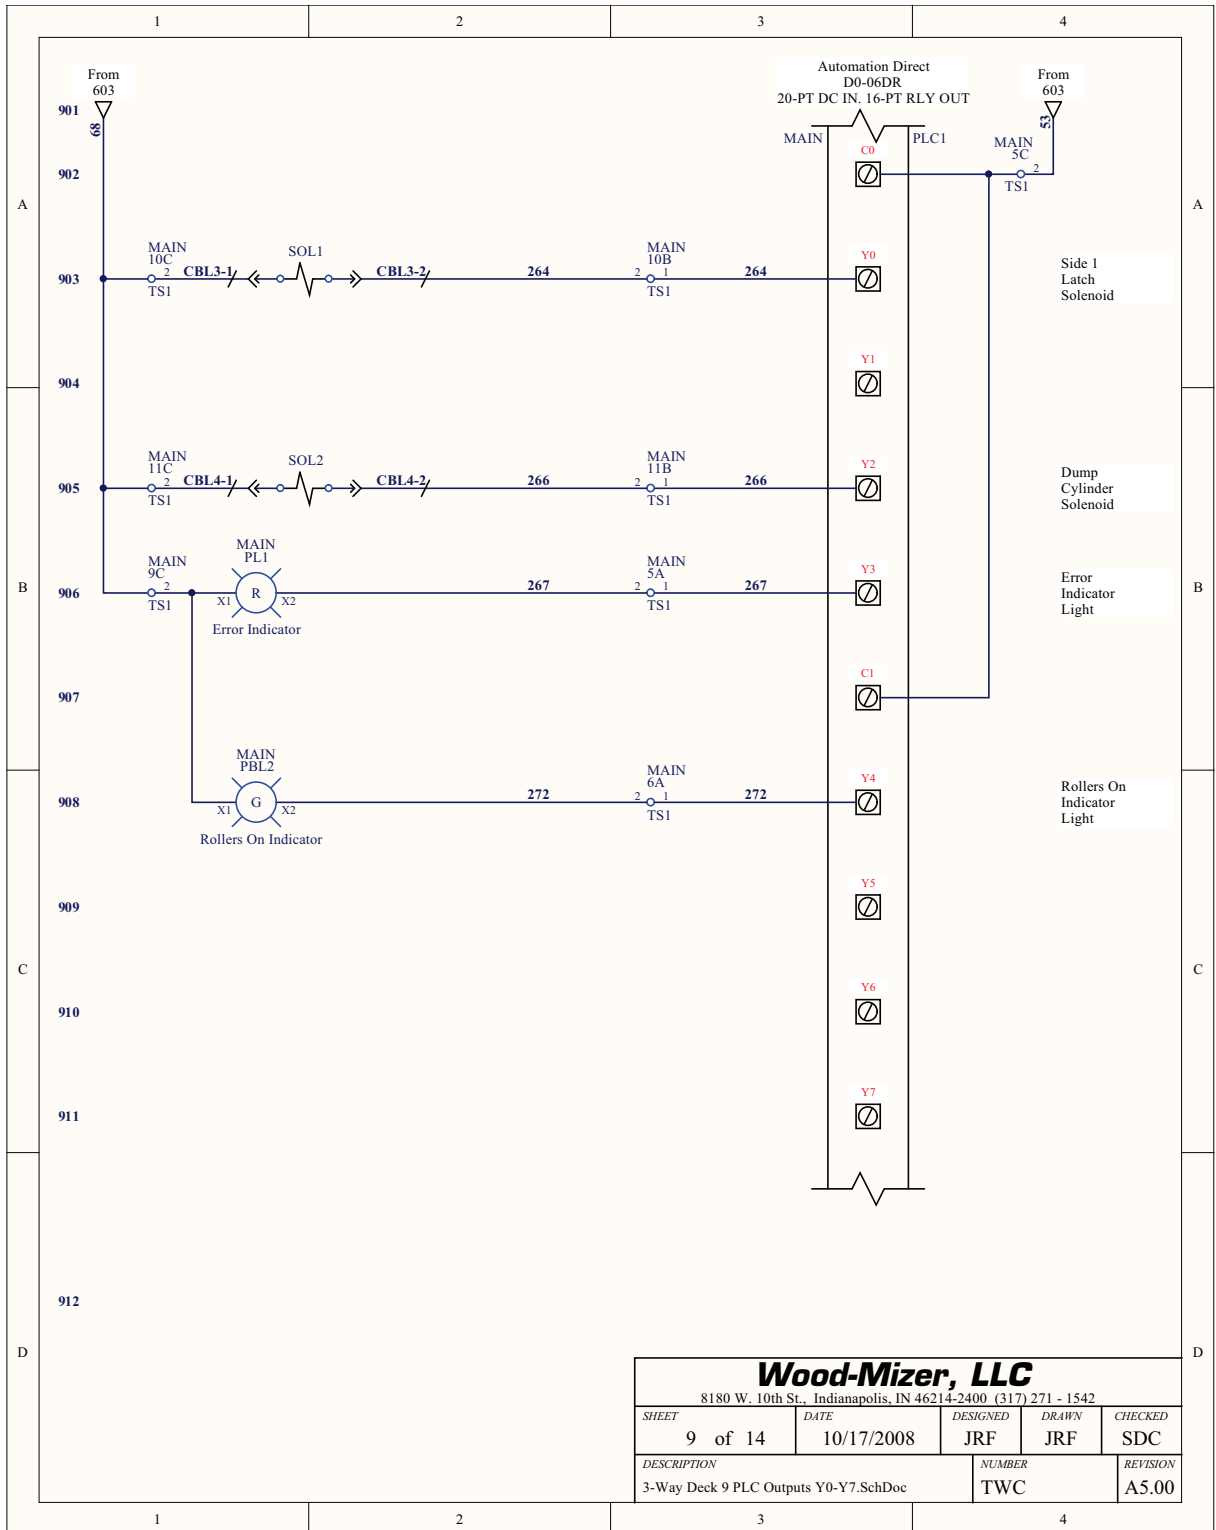 1 2 3 4
From
603
Automation Direct
D0-06DR
20-PT DC IN. 16-PT RLY OUT
From
603
901
68
53
MAIN
PLC1
MAIN
5C
2
TS1
C0
902
A
A
MAIN
10C
2
TS1
CBL3-1
SOL1
CBL3-2
264
MAIN
10B
2 1
TS1
264
Y0
903
Side 1
Latch
Solenoid
Y1
904
MAIN
11C
2
TS1
CBL4-1
SOL2
CBL4-2
266
MAIN
11B
2 1
TS1
266
Y2
905
Dump
Cylinder
Solenoid
MAIN
9C
2
TS1
MAIN
PL1
X1 R X2
Error Indicator
267
MAIN
5A
2 1
TS1
267
Y3
906
B
B
Error
Indicator
Light
C1
907
MAIN
PBL2
X1 G X2
Rollers On Indicator
272
MAIN
6A
2 1
TS1
272
Y4
908
Rollers On
Indicator
Light
Y5
909
C
C
Y6
910
Y7
911
912
D
D
Wood-Mizer, LLC
8180 W. 10th St., Indianapolis, IN 46214-2400 (317) 271 - 1542
SHEET DATE DESIGNED DRAWN CHECKED
9 of 14 10/17/2008 JRF JRF SDC
DESCRIPTION NUMBER REVISION
3-Way Deck 9 PLC Outputs Y0-Y7.SchDoc TWC A5.00
1 2 3 4